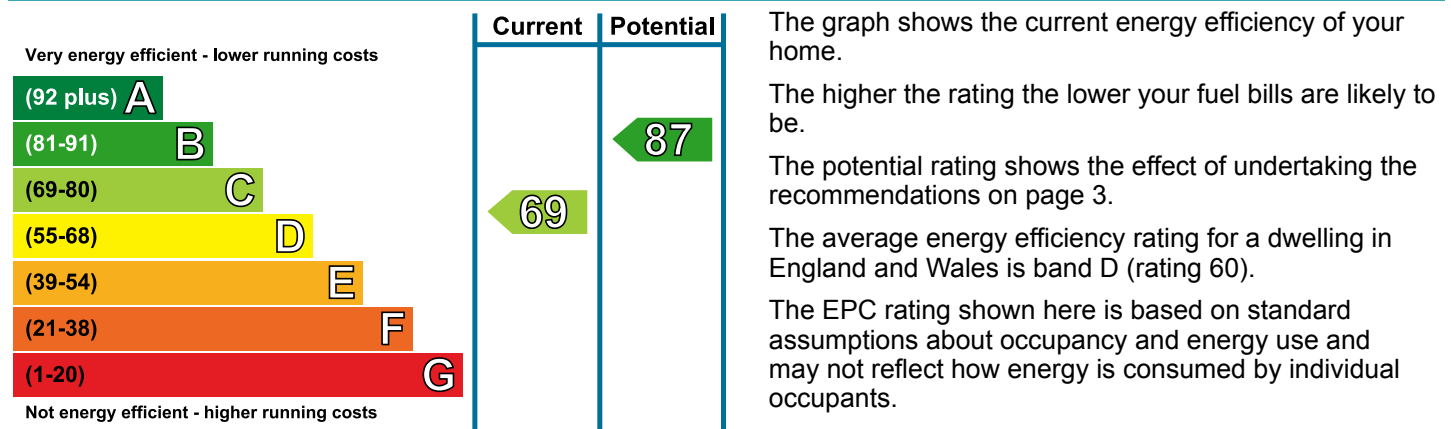 Current Potential
Very energy efficient - lower running costs
(92 plus) A
(81-91) B
87
(69-80) C
69
(55-68) D
(39-54) E
(21-38) F
(1-20) G
Not energy efficient - higher running costs
The graph shows the current energy efficiency of your
home.
The higher the rating the lower your fuel bills are likely to
be.
The potential rating shows the effect of undertaking the
recommendations on page 3.
The average energy efficiency rating for a dwelling in
England and Wales is band D (rating 60).
The EPC rating shown here is based on standard
assumptions about occupancy and energy use and
may not reflect how energy is consumed by individual
occupants.